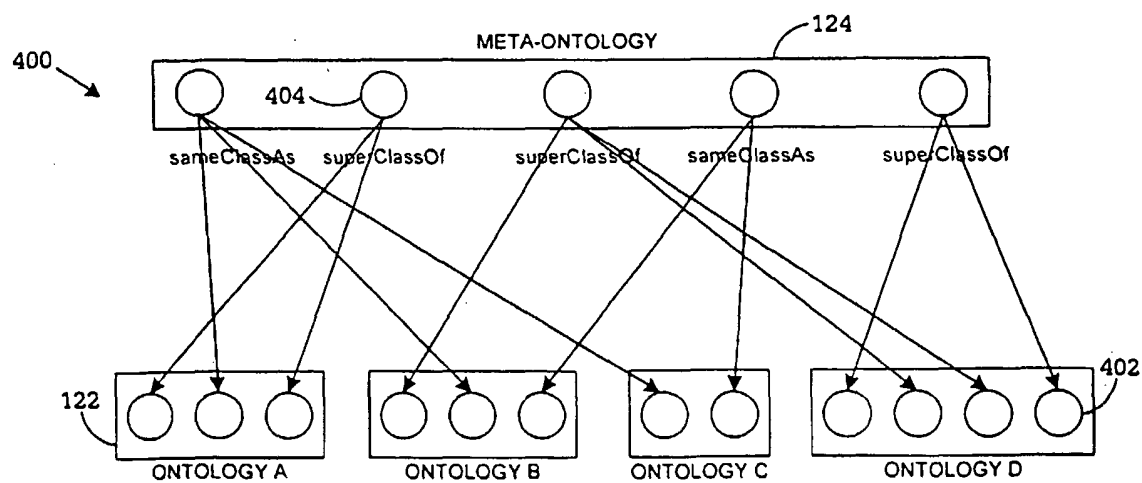 124
META-ONTOLOGY
400
404
sameClassAs superClassOf superClassOf sameClassAs superClassOf
402
122
ONTOLOGY A ONTOLOGY B ONTOLOGY C ONTOLOGY D